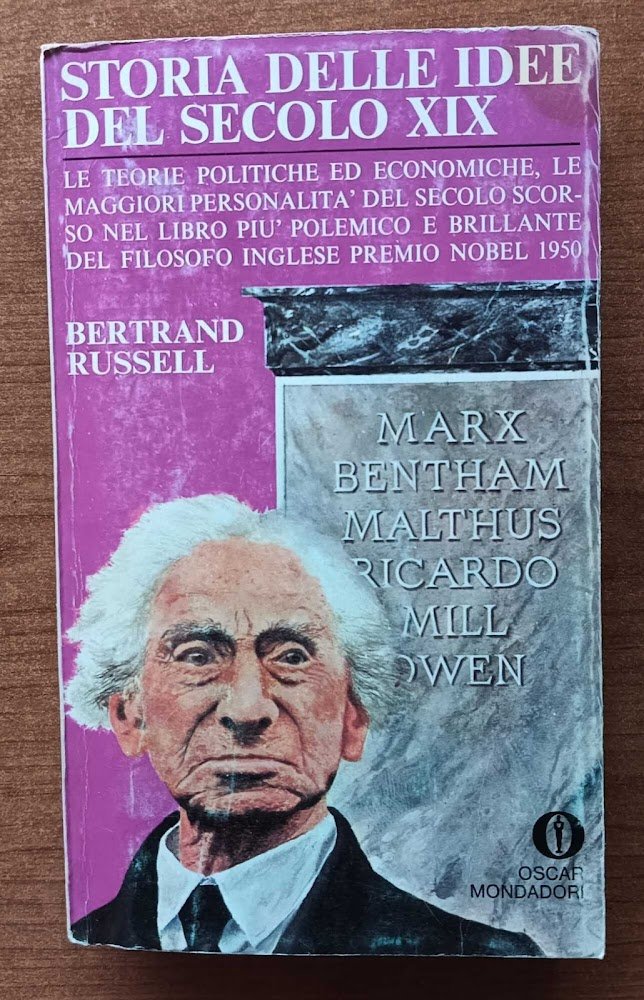 STORIA DELLE IDEE
DEL SECOLO XIX
LE TEORIE POLITICHE ED ECONOMICHE, LE
MAGGIORI PERSONALITA' DEL SECOLO SCOR-
SO NEL LIBRO PIU' POLEMICO E BRILLANTE
DEL FILOSOFO INGLESE PREMIO NOBEL 1950
BERTRAND
RUSSELL
MARX
BENTHAM
MALTHUS
RICARDO
MILL
OWEN
OSCAR
MONDADORI